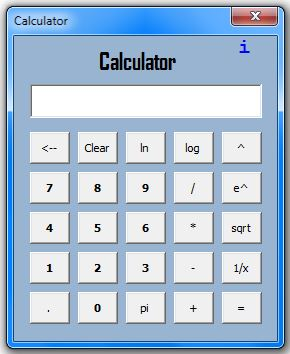 Calculator
i
Calculator
<-- Clear ln log ^
7 8 9 / e^
4 5 6 * sqrt
1 2 3 - 1/x
. 0 pi + =